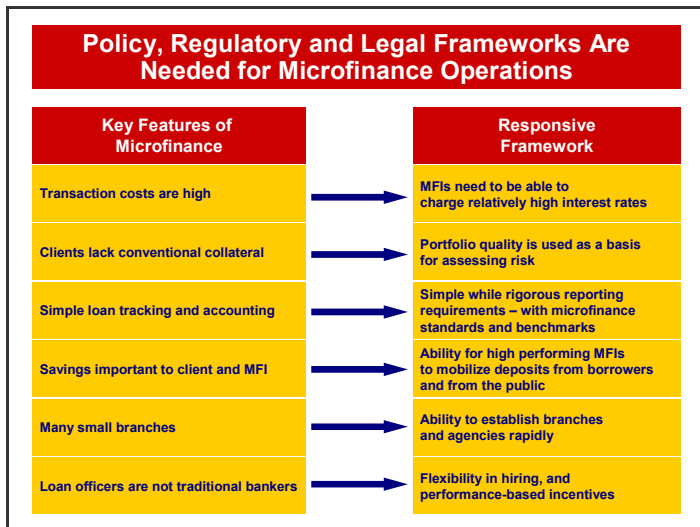 Policy, Regulatory and Legal Frameworks Are
Needed for Microfinance Operations
Key Features of
Microfinance
Responsive
Framework
Transaction costs are high
MFIs need to be able to
charge relatively high interest rates
Clients lack conventional collateral
Portfolio quality is used as a basis
for assessing risk
Simple loan tracking and accounting
Simple while rigorous reporting
requirements – with microfinance
standards and benchmarks
Savings important to client and MFI
Ability for high performing MFIs
to mobilize deposits from borrowers
and from the public
Many small branches
Ability to establish branches
and agencies rapidly
Loan officers are not traditional bankers
Flexibility in hiring, and
performance-based incentives